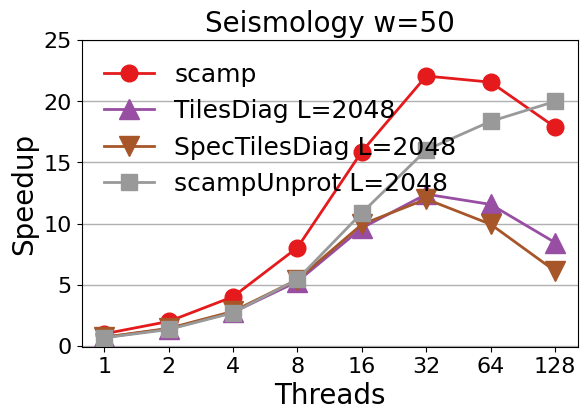 Seismology w=50
25
20
15
10
5
0
Speedup
scamp
TilesDiag L=2048
SpecTilesDiag L=2048
scampUnprot L=2048
1 2 4 8 16 32 64 128
Threads